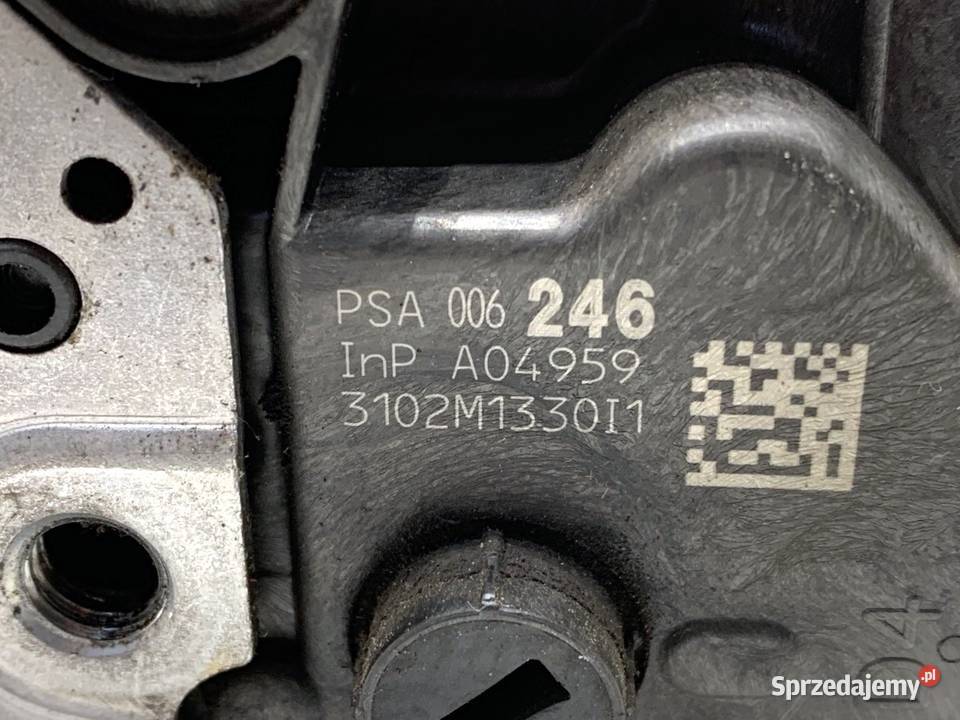 PSA 006 246
InP A04959
3102M1330I1
Sprzedajemy.pl